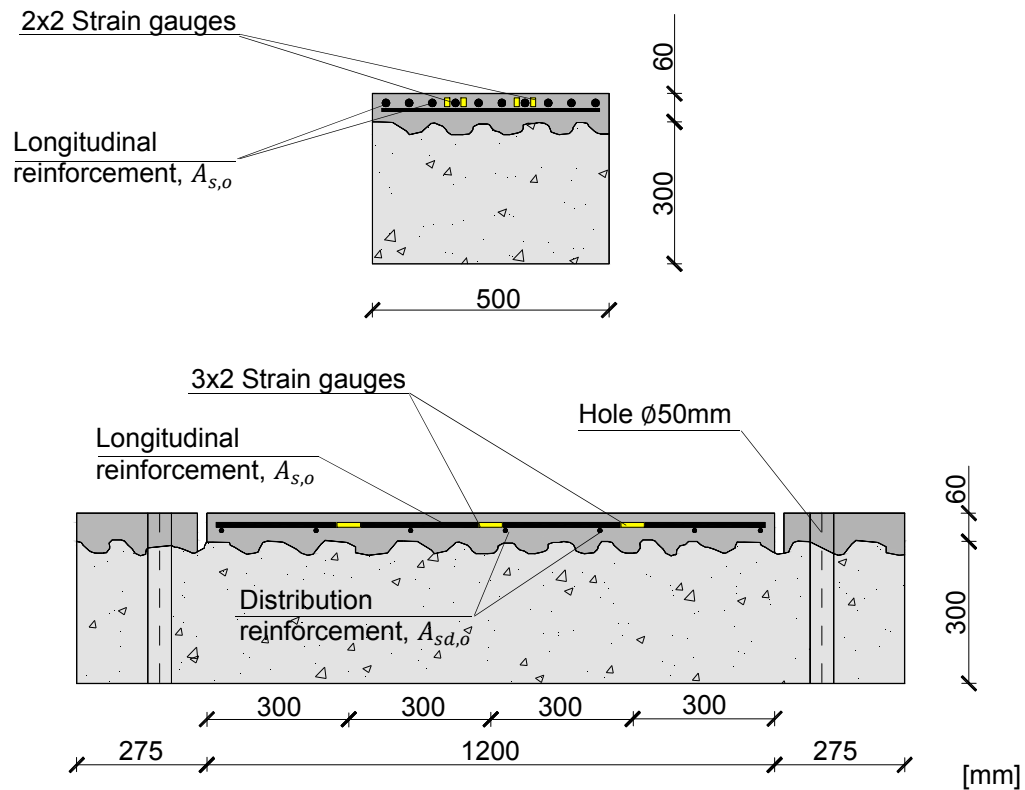 2x2 Strain gauges
Longitudinal
reinforcement, A_{s,o}
60
300
500
3x2 Strain gauges
Longitudinal
reinforcement, A_{s,o}
Hole Ø50mm
Distribution
reinforcement, A_{sd,o}
60
300
300 300 300 300
275 1200 275
[mm]